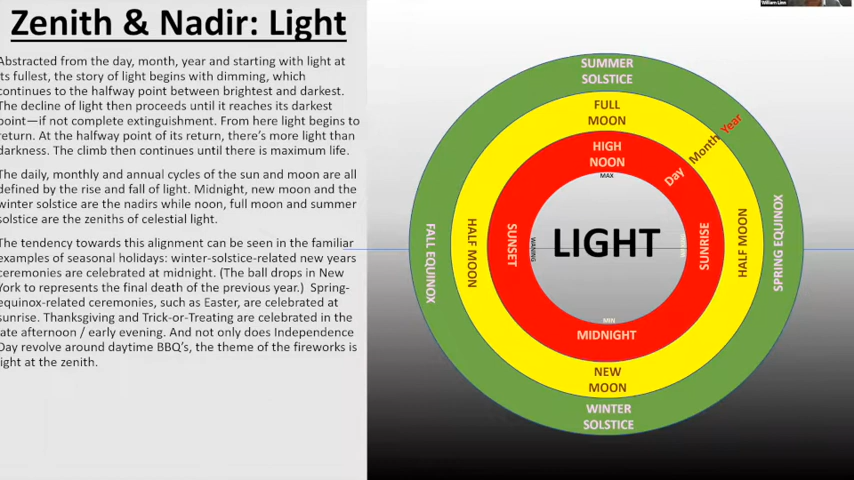 William Linn
Zenith & Nadir: Light
Abstracted from the day, month, year and starting with light at
its fullest, the story of light begins with dimming, which
continues to the halfway point between brightest and darkest.
The decline of light then proceeds until it reaches its darkest
point—if not complete extinguishment. From here light begins to
return. At the halfway point of its return, there's more light than
darkness. The climb then continues until there is maximum life.
The daily, monthly and annual cycles of the sun and moon are all
defined by the rise and fall of light. Midnight, new moon and the
winter solstice are the nadirs while noon, full moon and summer
solstice are the zeniths of celestial light.
The tendency towards this alignment can be seen in the familiar
examples of seasonal holidays: winter-solstice-related new years
ceremonies are celebrated at midnight. (The ball drops in New
York to represents the final death of the previous year.) Spring-
equinox-related ceremonies, such as Easter, are celebrated at
sunrise. Thanksgiving and Trick-or-Treating are celebrated in the
late afternoon / early evening. And not only does Independence
Day revolve around daytime BBQ's, the theme of the fireworks is
light at the zenith.
SUMMER
SOLSTICE
FULL
MOON
HIGH
NOON
MAX
Day Month Year
FALL EQUINOX
HALF MOON
SUNSET
WANING
LIGHT
SUNRISE
HALF MOON
SPRING EQUINOX
MIN
MIDNIGHT
NEW
MOON
WINTER
SOLSTICE